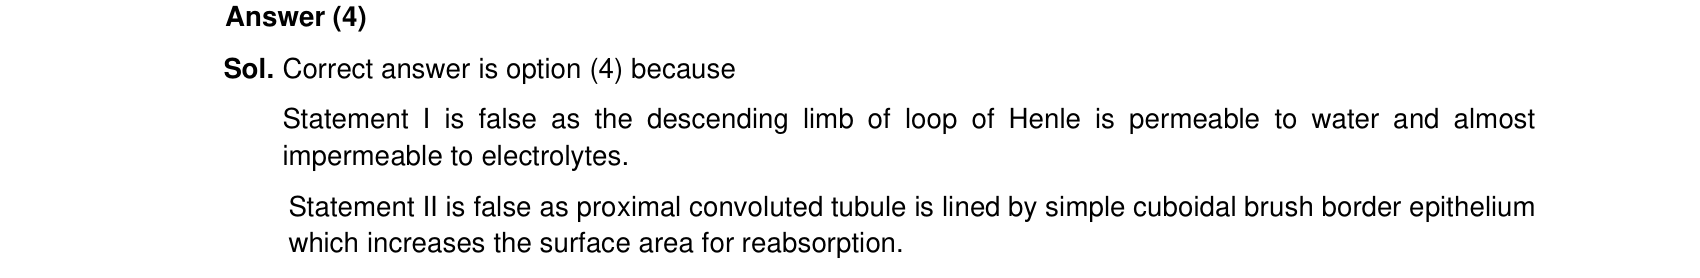 Answer (4)
Sol. Correct answer is option (4) because
Statement I is false as the descending limb of loop of Henle is permeable to water and almost
impermeable to electrolytes.
Statement II is false as proximal convoluted tubule is lined by simple cuboidal brush border epithelium
which increases the surface area for reabsorption.